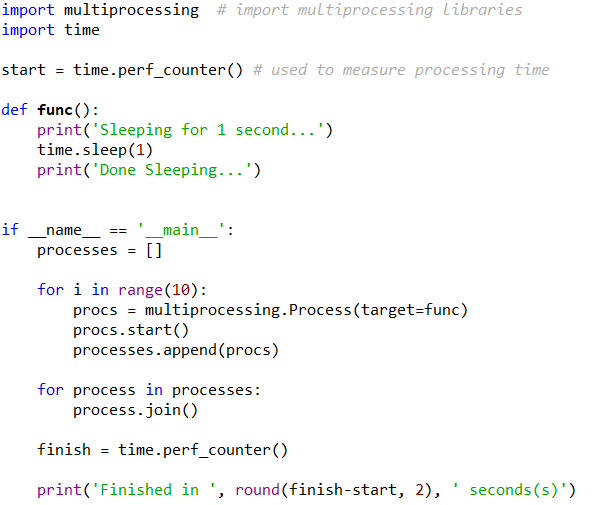 import multiprocessing  # import multiprocessing libraries
import time

start = time.perf_counter() # used to measure processing time

def func():
    print('Sleeping for 1 second...')
    time.sleep(1)
    print('Done Sleeping...')


if __name__ == '__main__':
    processes = []

    for i in range(10):
        procs = multiprocessing.Process(target=func)
        procs.start()
        processes.append(procs)

    for process in processes:
        process.join()

    finish = time.perf_counter()

    print('Finished in ', round(finish-start, 2), ' seconds(s)')